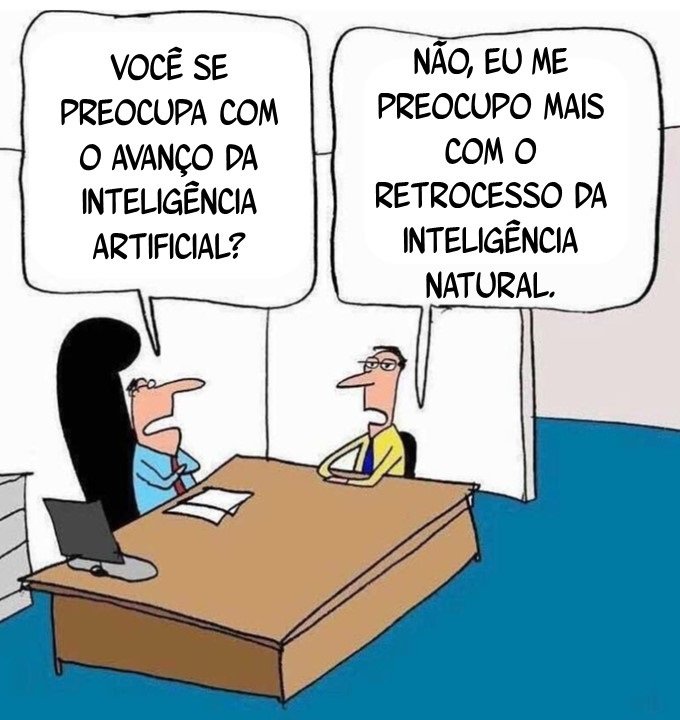 VOCÊ SE
PREOCUPA COM
O AVANÇO DA
INTELIGÊNCIA
ARTIFICIAL?
NÃO, EU ME
PREOCUPO MAIS
COM O
RETROCESSO DA
INTELIGÊNCIA
NATURAL.